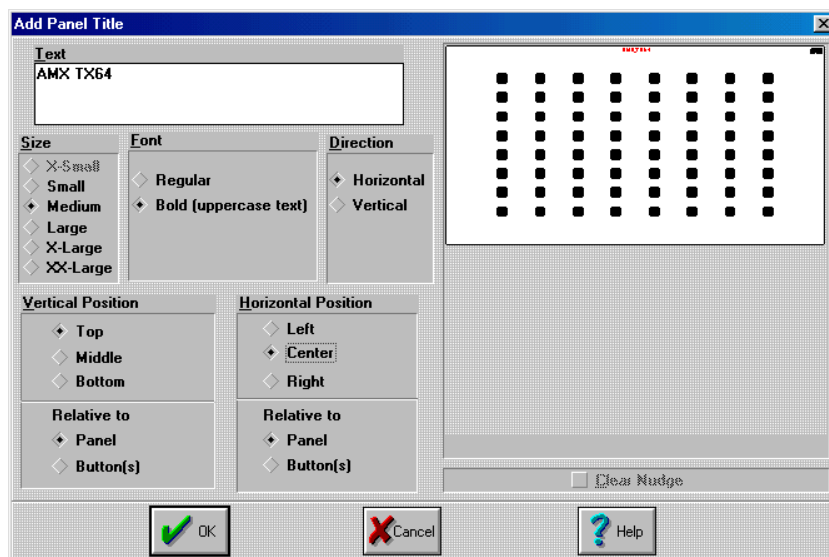 Add Panel Title
Text
AMX TX64
Size
X-Small
Small
Medium
Large
X-Large
XX-Large
Font
Regular
Bold (uppercase text)
Direction
Horizontal
Vertical
Vertical Position
Top
Middle
Bottom
Relative to
Panel
Button(s)
Horizontal Position
Left
Center
Right
Relative to
Panel
Button(s)
Clear Nudge
OK
Cancel
? Help